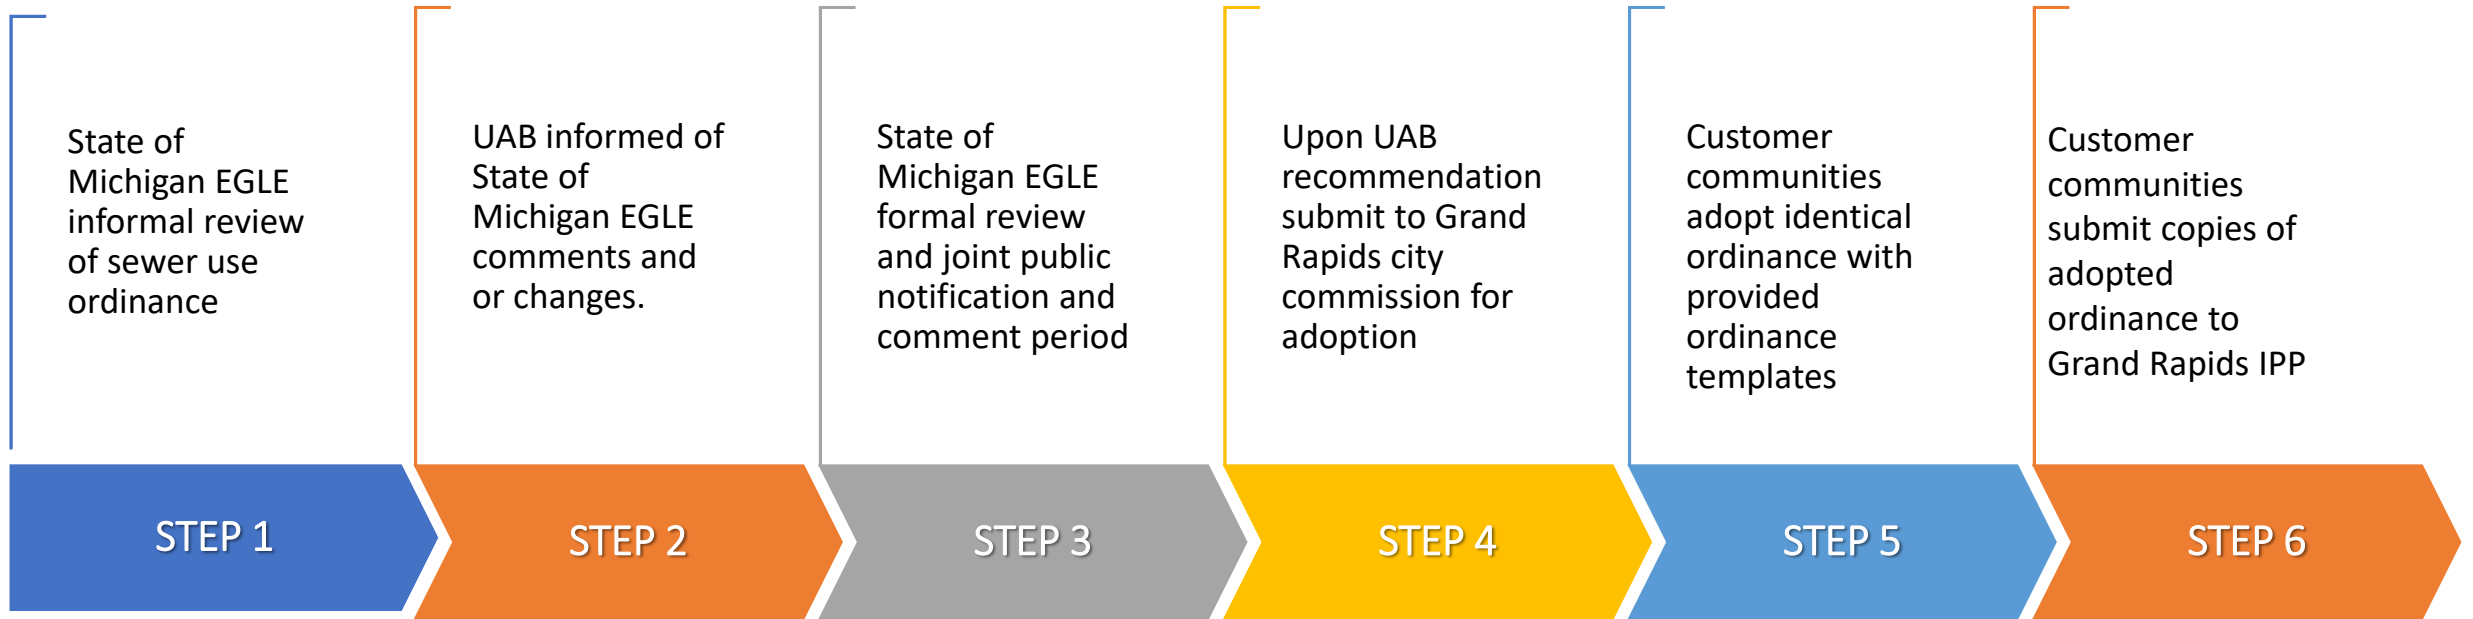 State of
Michigan EGLE
informal review
of sewer use
ordinance
UAB informed of
State of
Michigan EGLE
comments and
or changes.
State of
Michigan EGLE
formal review
and joint public
notification and
comment period
Upon UAB
recommendation
submit to Grand
Rapids city
commission for
adoption
Customer
communities
adopt identical
ordinance with
provided
ordinance
templates
Customer
communities
submit copies of
adopted
ordinance to
Grand Rapids IPP
STEP 1
STEP 2
STEP 3
STEP 4
STEP 5
STEP 6